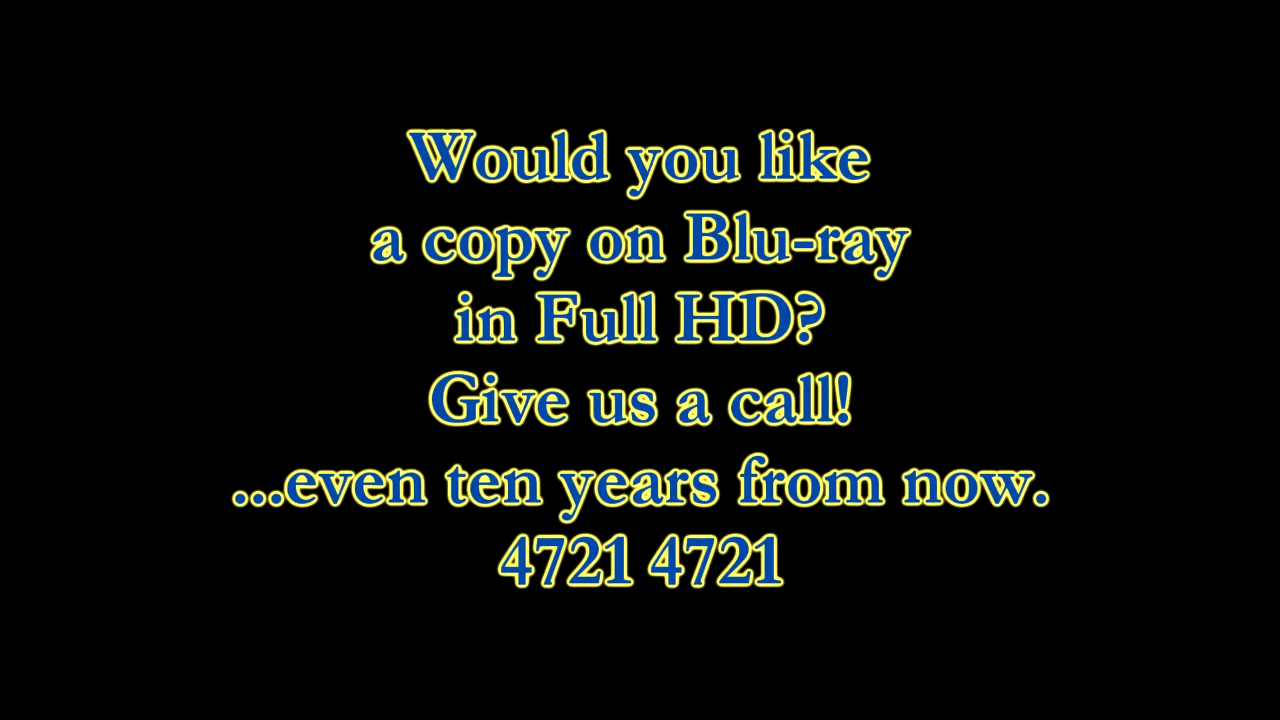 Would you like
a copy on Blu-ray
in Full HD?
Give us a call!
...even ten years from now.
4721 4721